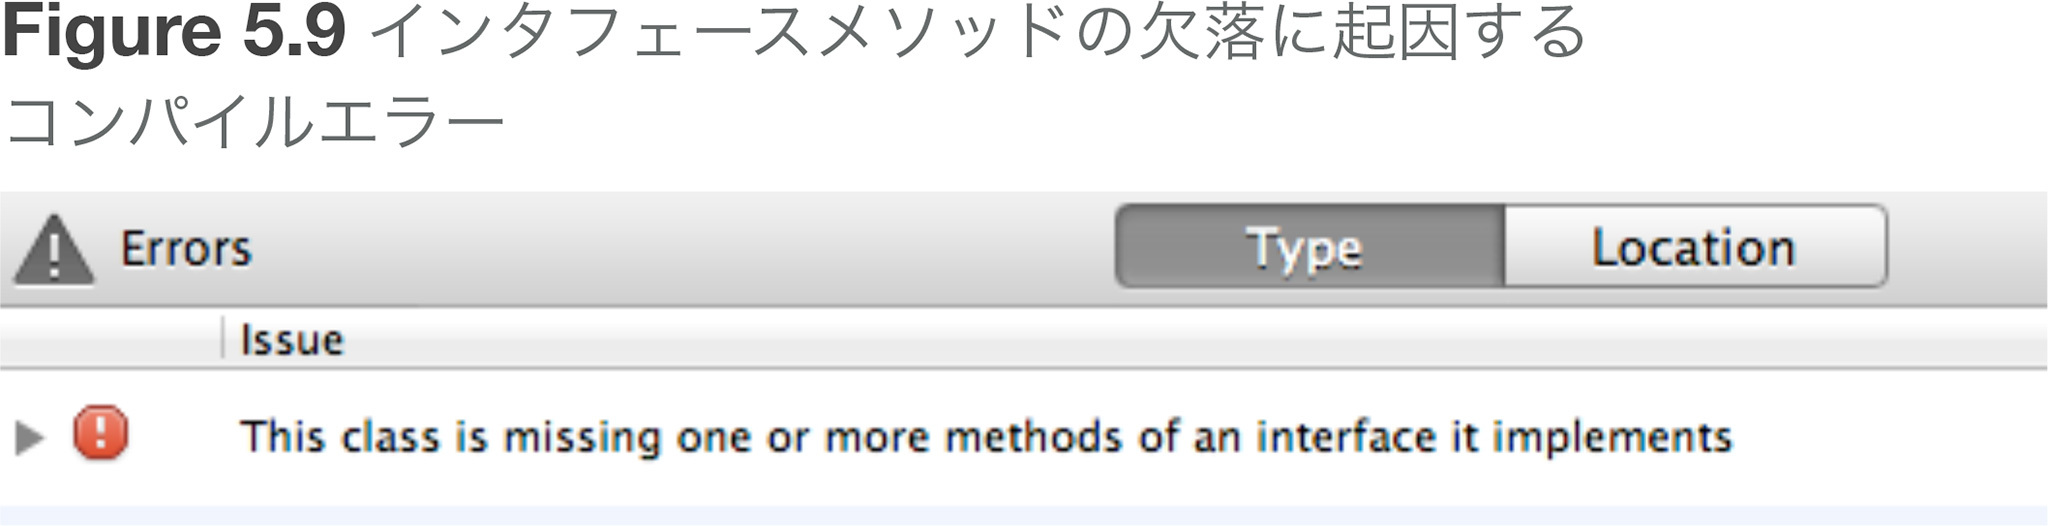 Figure 5.9 インタフェースメソッドの欠落に起因する
コンパイルエラー
Errors
Type
Location
Issue
This class is missing one or more methods of an interface it implements